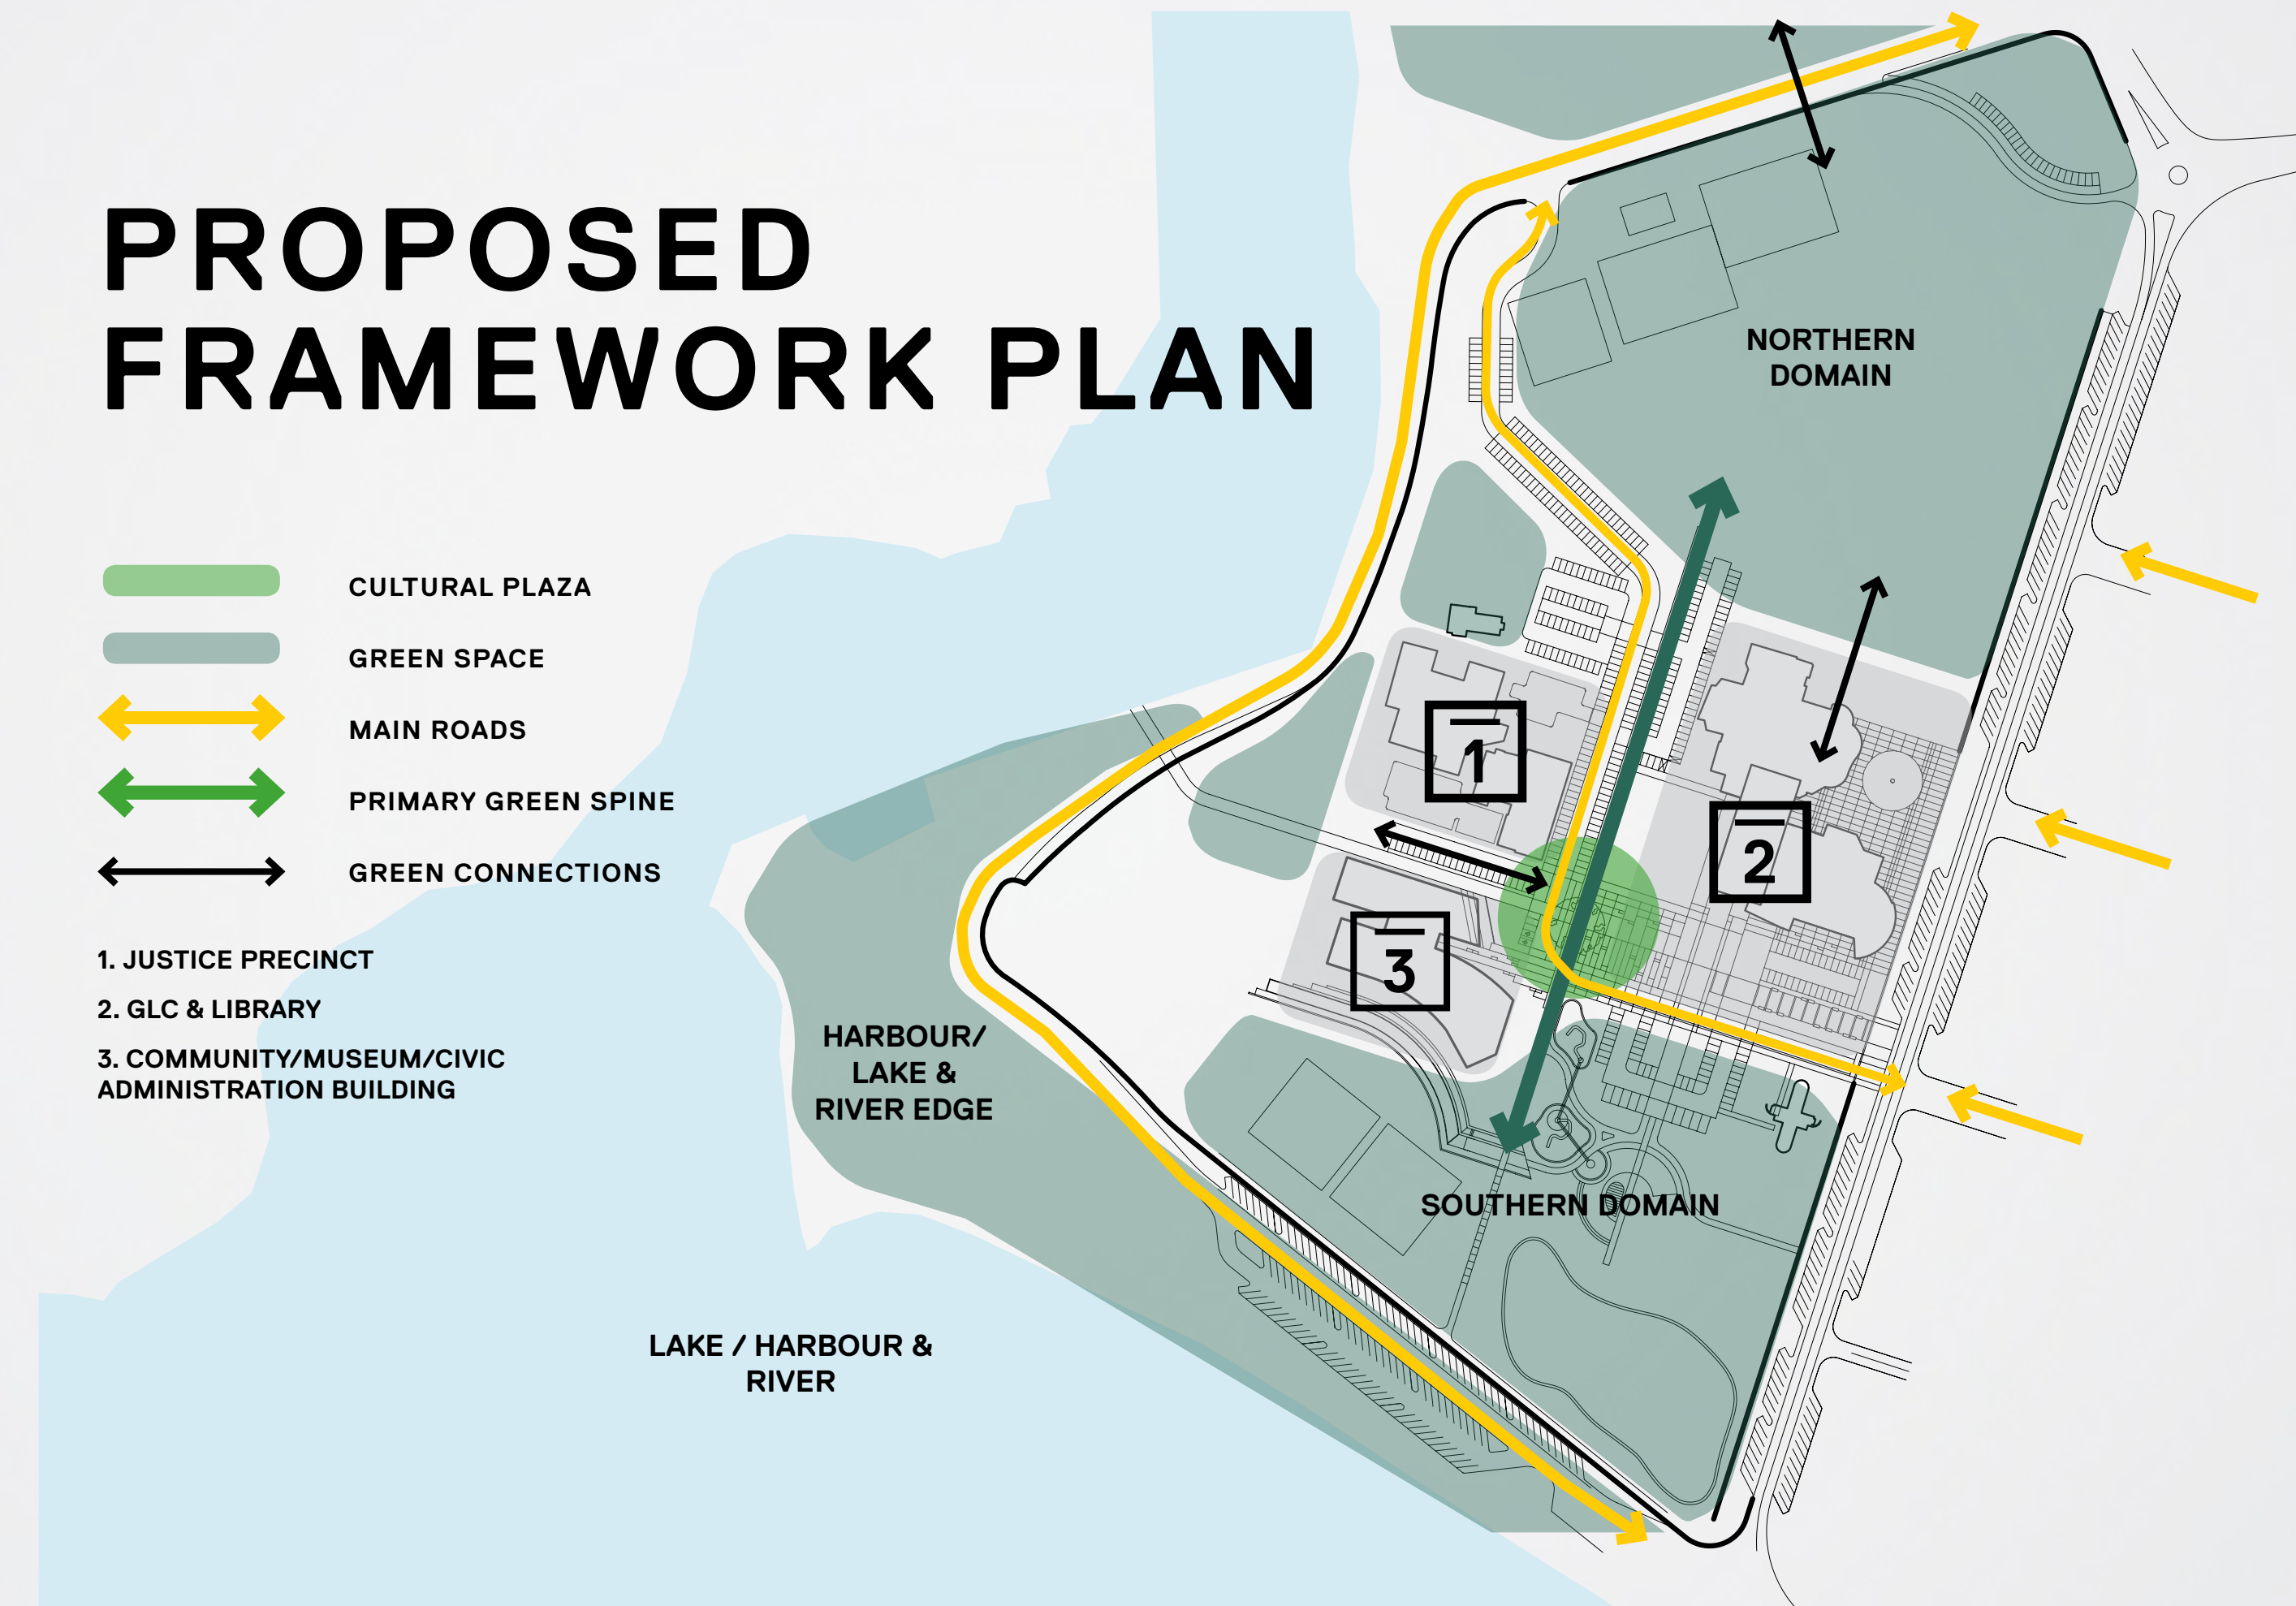 PROPOSED
FRAMEWORK PLAN
CULTURAL PLAZA
GREEN SPACE
MAIN ROADS
PRIMARY GREEN SPINE
GREEN CONNECTIONS
1. JUSTICE PRECINCT
2. GLC & LIBRARY
3. COMMUNITY/MUSEUM/CIVIC
ADMINISTRATION BUILDING
NORTHERN
DOMAIN
1
2
3
HARBOUR/
LAKE &
RIVER EDGE
SOUTHERN DOMAIN
LAKE / HARBOUR &
RIVER